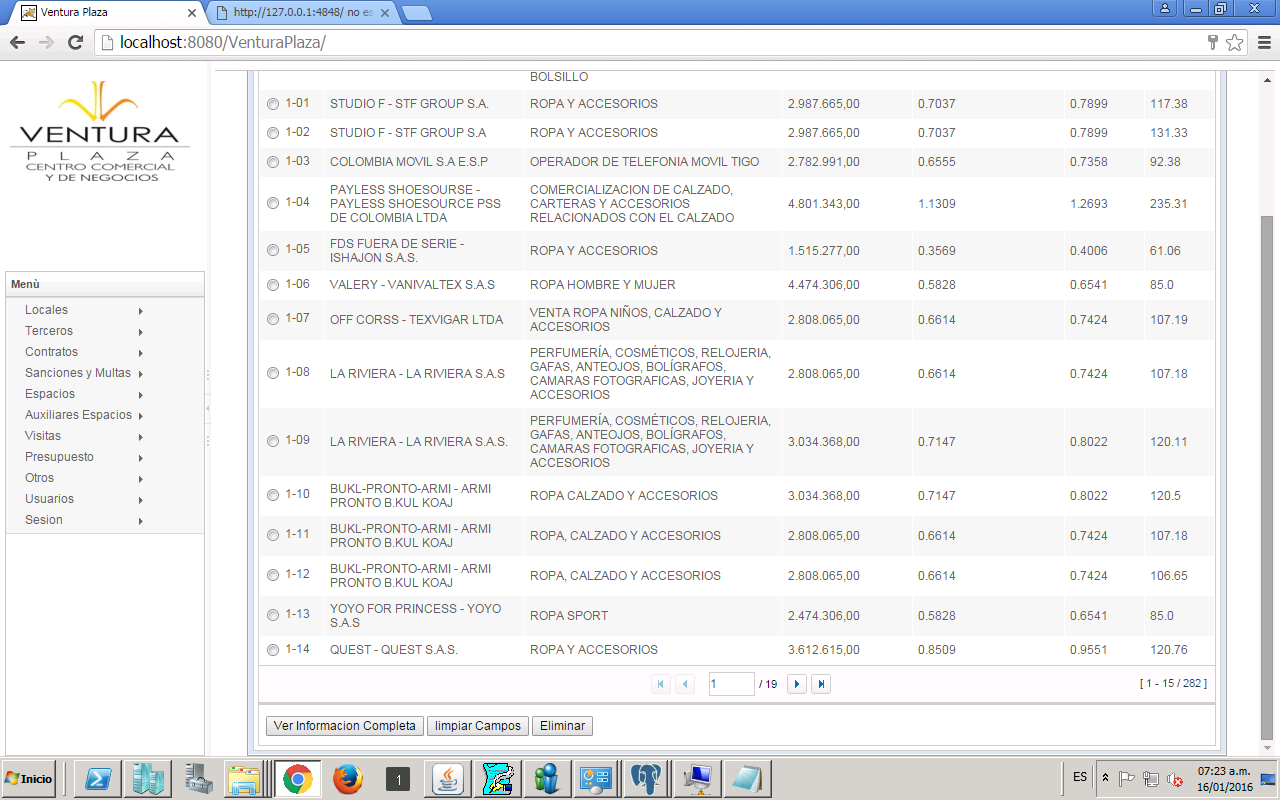 Ventura Plaza
http://127.0.0.1:4848/ no es
localhost:8080/VenturaPlaza/
VENTURA
PLAZA
CENTRO COMERCIAL
Y DE NEGOCIOS
Menù
Locales
Terceros
Contratos
Sanciones y Multas
Espacios
Auxiliares Espacios
Visitas
Presupuesto
Otros
Usuarios
Sesion
BOLSILLO
1-01 STUDIO F - STF GROUP S.A. ROPA Y ACCESORIOS 2.987.665,00 0.7037 0.7899 117.38
1-02 STUDIO F - STF GROUP S.A ROPA Y ACCESORIOS 2.987.665,00 0.7037 0.7899 131.33
1-03 COLOMBIA MOVIL S.A E.S.P OPERADOR DE TELEFONIA MOVIL TIGO 2.782.991,00 0.6555 0.7358 92.38
PAYLESS SHOESOURSE - COMERCIALIZACION DE CALZADO,
1-04 PAYLESS SHOESOURCE PSS CARTERAS Y ACCESORIOS 4.801.343,00 1.1309 1.2693 235.31
DE COLOMBIA LTDA RELACIONADOS CON EL CALZADO
FDS FUERA DE SERIE -
1-05 ROPA Y ACCESORIOS 1.515.277,00 0.3569 0.4006 61.06
ISHAJON S.A.S.
1-06 VALERY - VANIVALTEX S.A.S ROPA HOMBRE Y MUJER 4.474.306,00 0.5828 0.6541 85.0
VENTA ROPA NIÑOS, CALZADO Y
1-07 OFF CORSS - TEXVIGAR LTDA 2.808.065,00 0.6614 0.7424 107.19
ACCESORIOS
PERFUMERÍA, COSMÉTICOS, RELOJERIA,
GAFAS, ANTEOJOS, BOLÍGRAFOS,
1-08 LA RIVIERA - LA RIVIERA S.A.S 2.808.065,00 0.6614 0.7424 107.18
CAMARAS FOTOGRAFICAS, JOYERIA Y
ACCESORIOS
PERFUMERÍA, COSMÉTICOS, RELOJERIA,
GAFAS, ANTEOJOS, BOLÍGRAFOS,
1-09 LA RIVIERA - LA RIVIERA S.A.S. 3.034.368,00 0.7147 0.8022 120.11
CAMARAS FOTOGRAFICAS, JOYERIA Y
ACCESORIOS
BUKL-PRONTO-ARMI - ARMI
1-10 ROPA CALZADO Y ACCESORIOS 3.034.368,00 0.7147 0.8022 120.5
PRONTO B.KUL KOAJ
BUKL-PRONTO-ARMI - ARMI
1-11 ROPA, CALZADO Y ACCESORIOS 2.808.065,00 0.6614 0.7424 107.18
PRONTO B.KUL KOAJ
BUKL-PRONTO-ARMI - ARMI
1-12 ROPA, CALZADO Y ACCESORIOS 2.808.065,00 0.6614 0.7424 106.65
PRONTO B.KUL KOAJ
YOYO FOR PRINCESS - YOYO
1-13 ROPA SPORT 2.474.306,00 0.5828 0.6541 85.0
S.A.S
1-14 QUEST - QUEST S.A.S. ROPA Y ACCESORIOS 3.612.615,00 0.8509 0.9551 120.76
1 / 19 [ 1 - 15 / 282 ]
Ver Informacion Completa limpiar Campos Eliminar
Inicio 1 ES 07:23 a.m.
16/01/2016